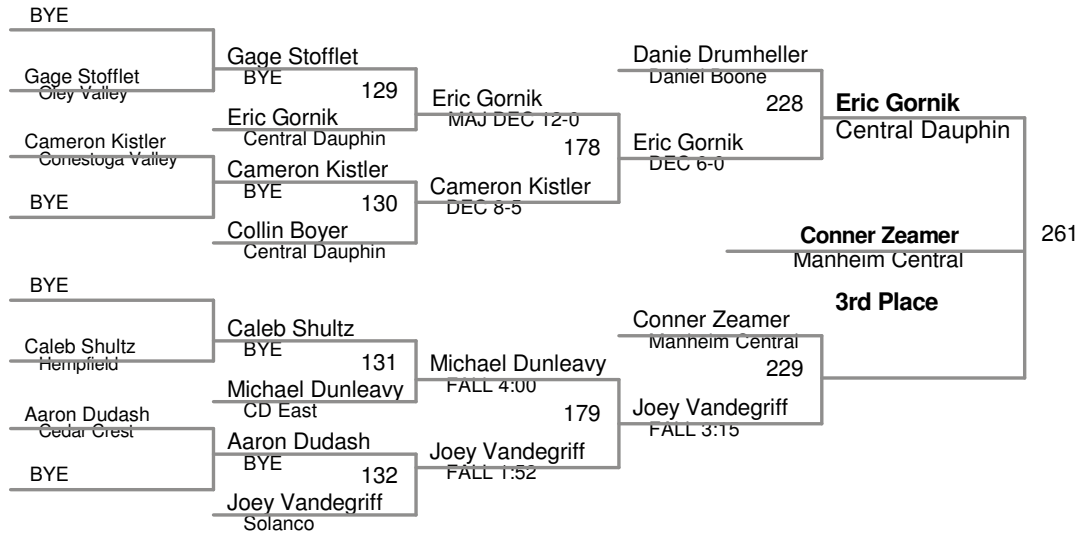 BYE
Gage Stofflet
Oley Valley
Cameron Kistler
Conestoga Valley
BYE
BYE
Caleb Shultz
Hempfield
Aaron Dudash
Cedar Crest
BYE
Gage Stofflet
BYE
129
Eric Gornik
Central Dauphin
Cameron Kistler
BYE
130
Collin Boyer
Central Dauphin
Caleb Shultz
BYE
131
Michael Dunleavy
CD East
Aaron Dudash
BYE
132
Joey Vandegriff
Solanco
Eric Gornik
MAJ DEC 12-0
178
Cameron Kistler
DEC 8-5
Michael Dunleavy
FALL 4:00
179
Joey Vandegriff
FALL 1:52
Danie Drumheller
Daniel Boone
228
Eric Gornik
DEC 6-0
Conner Zeamer
Manheim Central
229
Joey Vandegriff
FALL 3:15
Eric Gornik
Central Dauphin
Conner Zeamer
Manheim Central
261
3rd Place